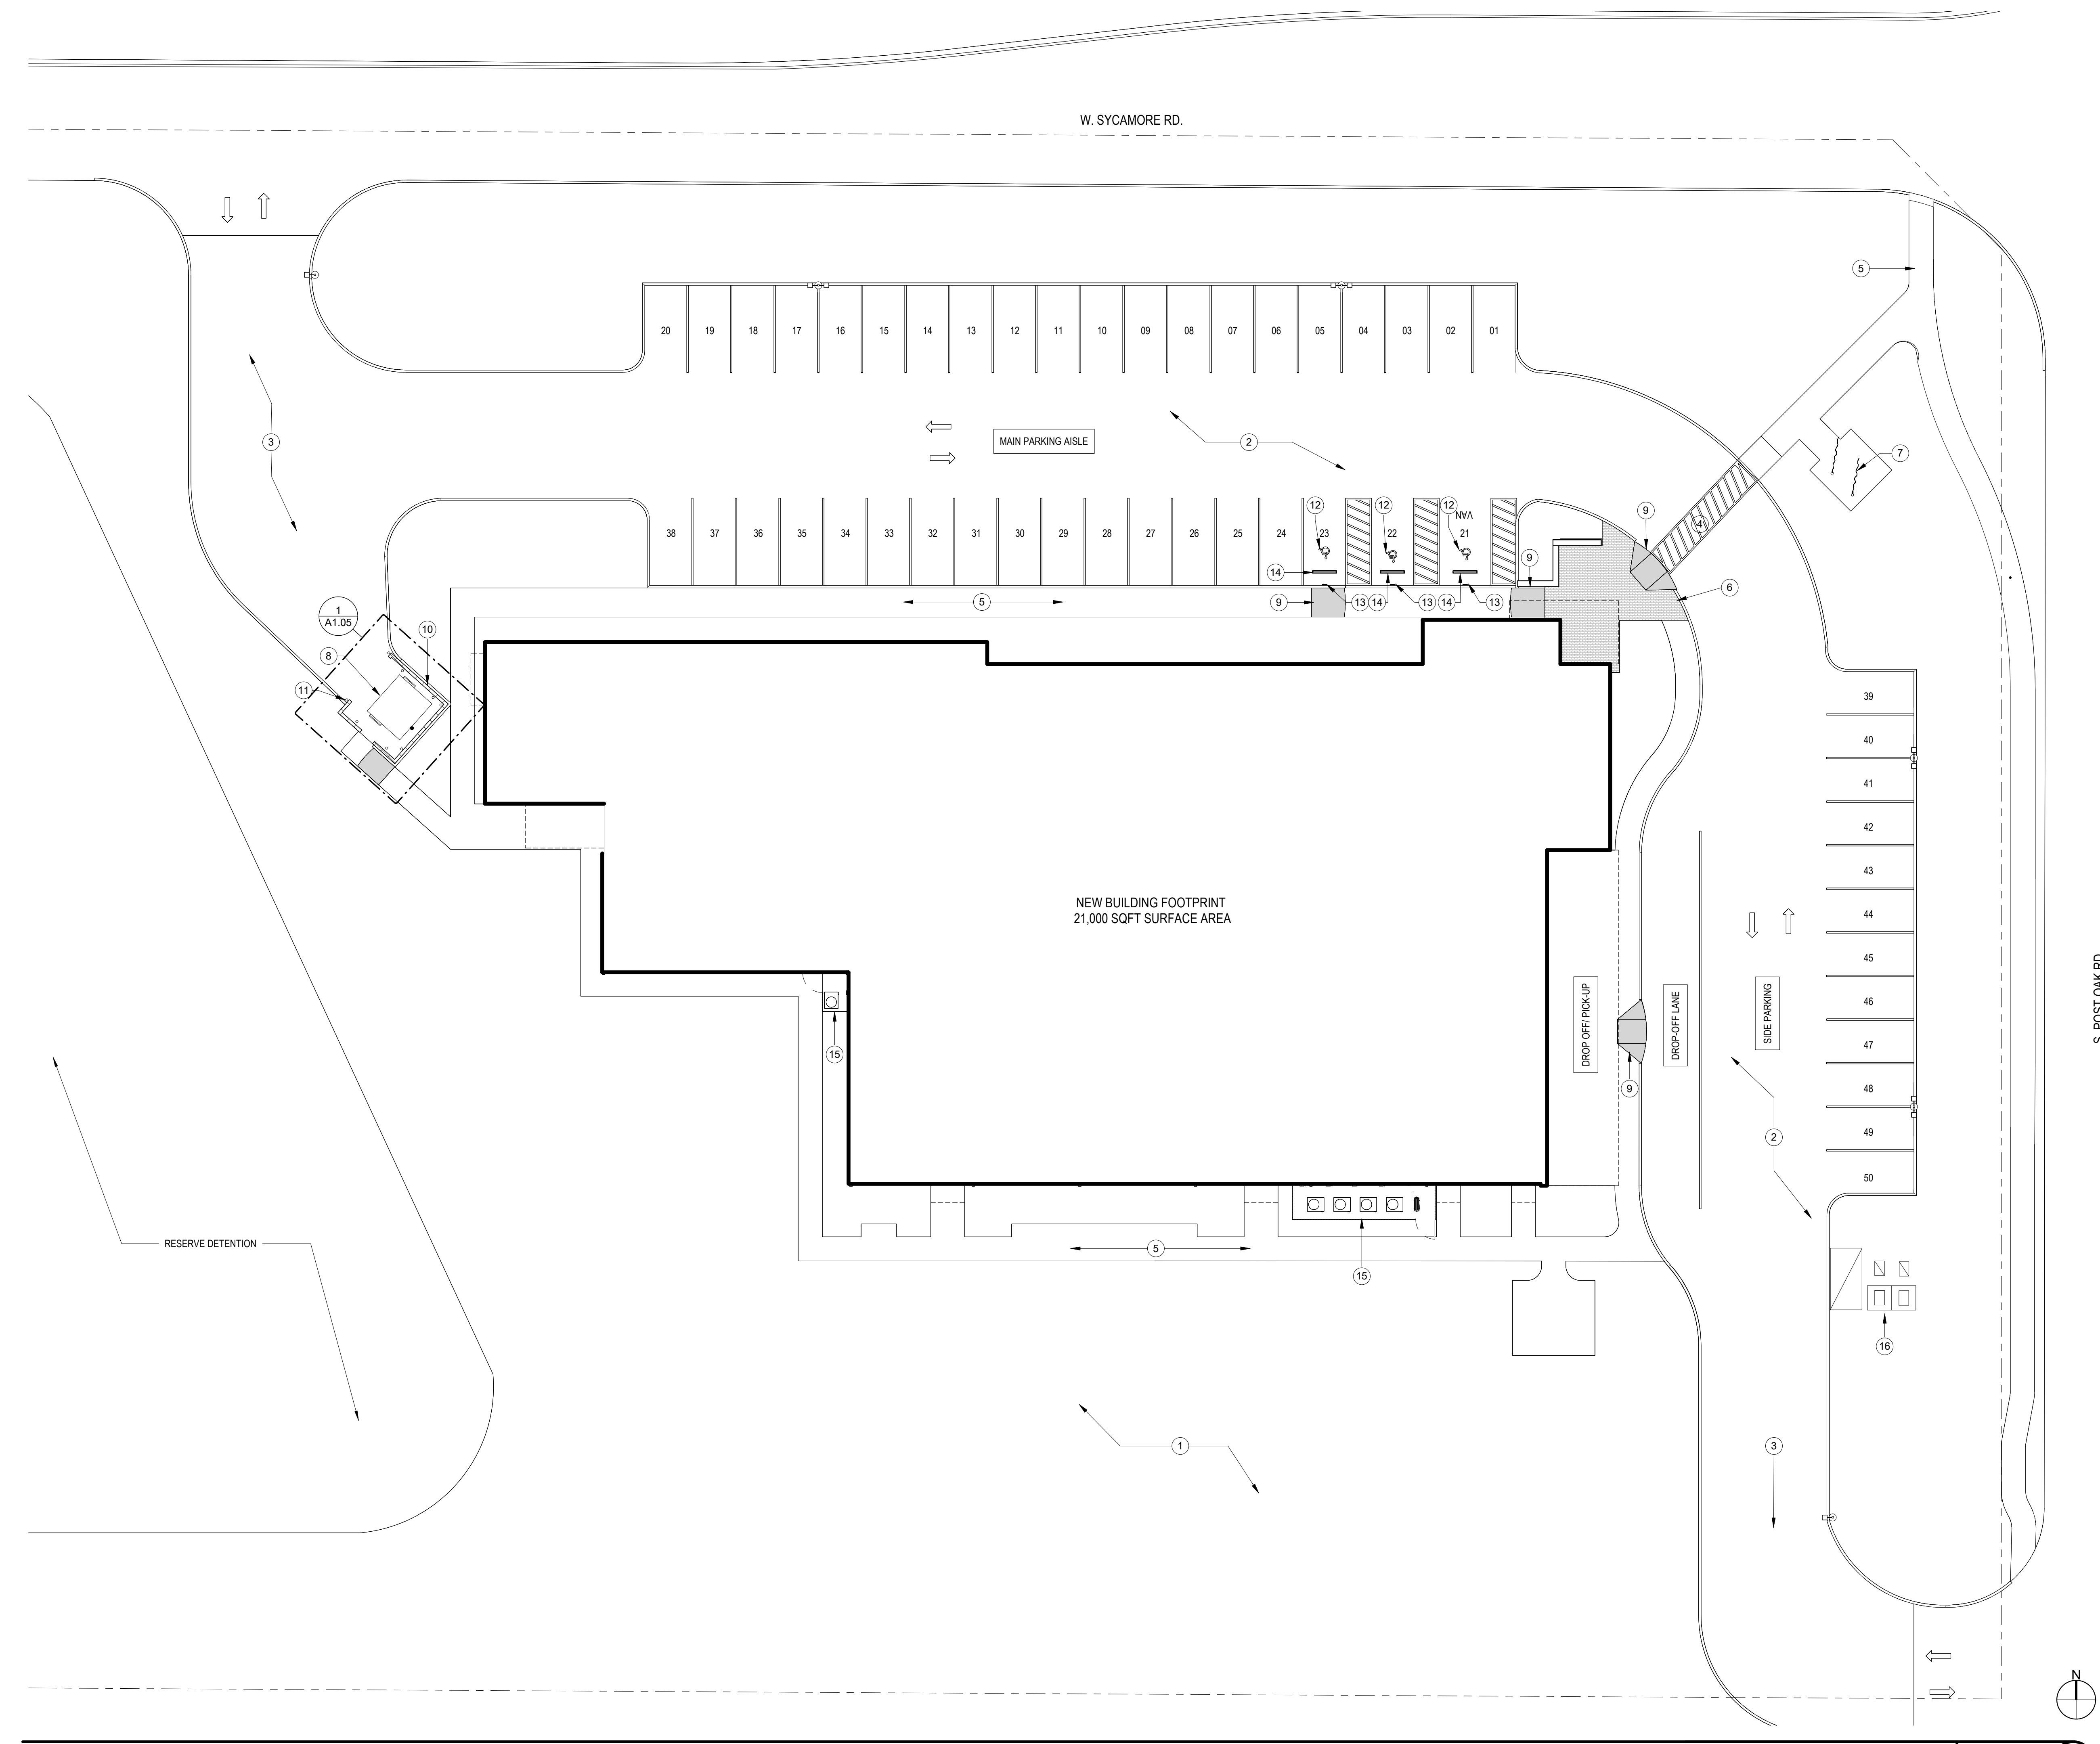 W. SYCAMORE RD.
5
20 19 18 17 16 15 14 13 12 11 10 09 08 07 06 05 04 03 02 01
3
MAIN PARKING AISLE
2
7
12 12 12
VAN
9
4
38 37 36 35 34 33 32 31 30 29 28 27 26 25 24 23 22 21
9
14
6
5
9
13 14 13 14 13
1
A1.05
10
8
11
39
40
41
42
43
44
45
46
47
48
49
50
NEW BUILDING FOOTPRINT
21,000 SQFT SURFACE AREA
DROP OFF/ PICK-UP
DROP-OFF LANE
SIDE PARKING
S. POST OAK RD.
15
9
2
RESERVE DETENTION
5
15
16
1
3
N